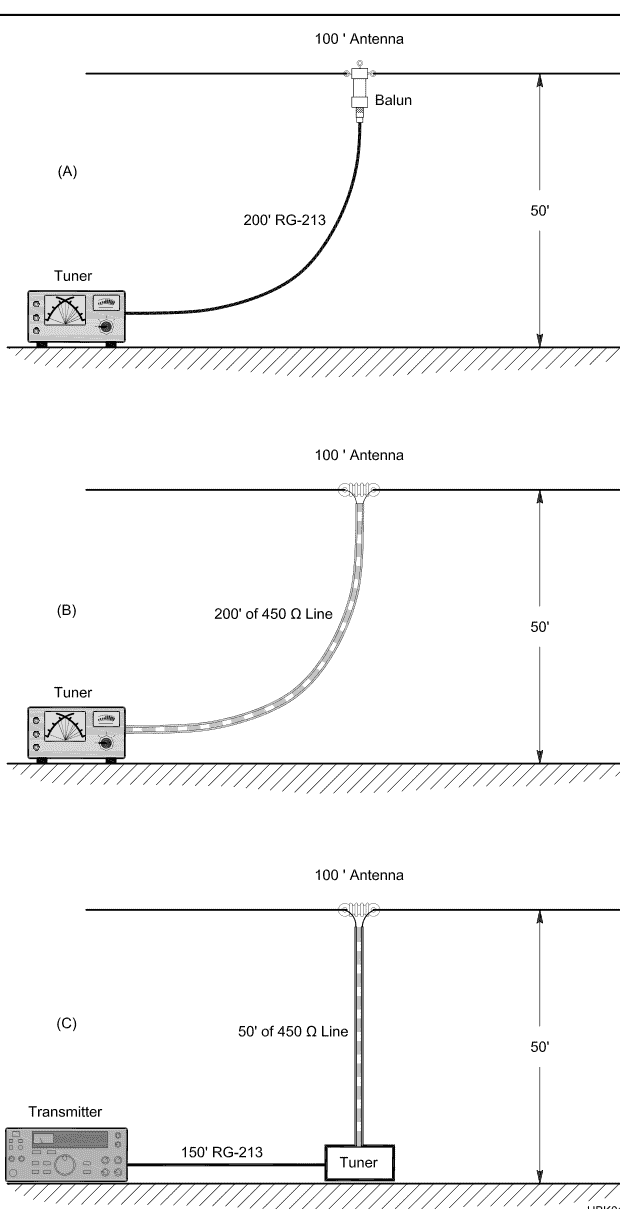 100 ' Antenna
Balun
(A)
50'
200' RG-213
Tuner
100 ' Antenna
(B)
200' of 450 Ω Line
50'
Tuner
100 ' Antenna
(C)
50' of 450 Ω Line
50'
Transmitter
150' RG-213
Tuner